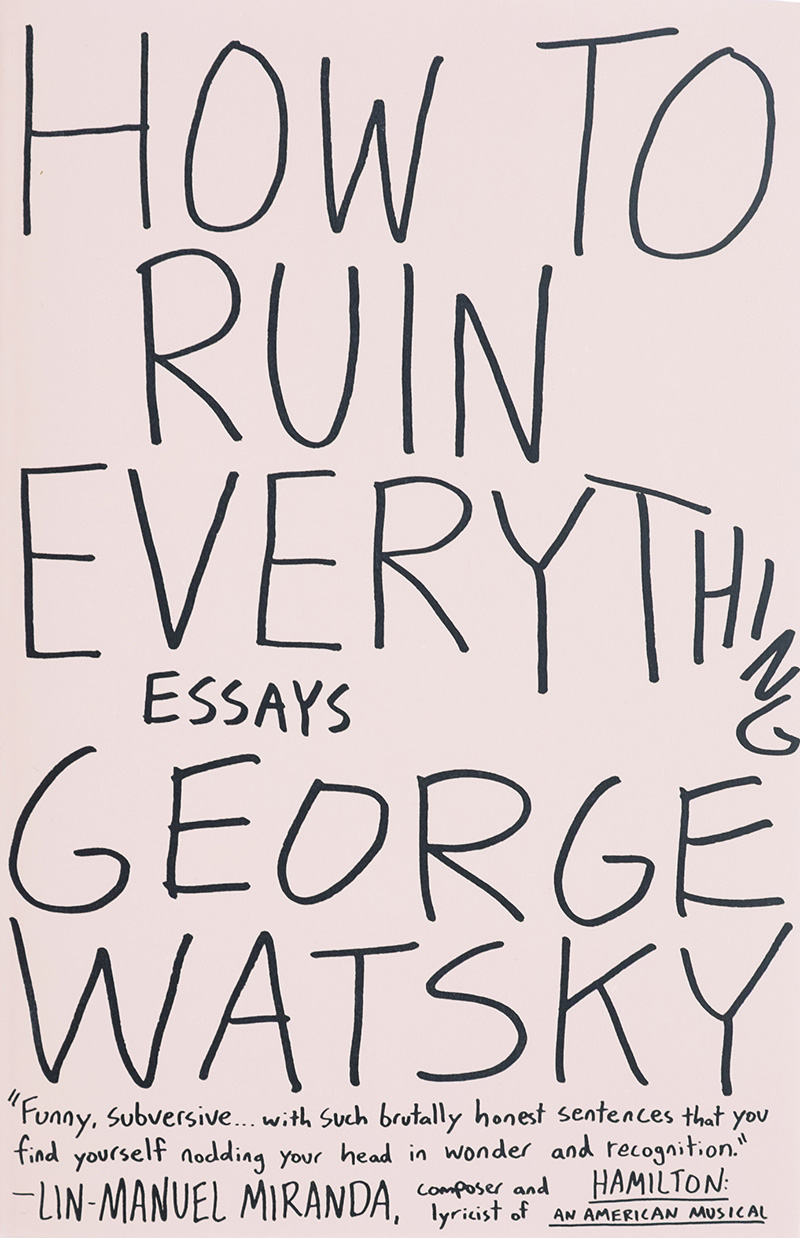 HOW TO
RUIN
EVERYTHING
ESSAYS
GEORGE
WATSKY
"Funny, subversive... with such brutally honest sentences that you
find yourself nodding your head in wonder and recognition."
—LIN-MANUEL MIRANDA, composer and lyricist of HAMILTON:
AN AMERICAN MUSICAL